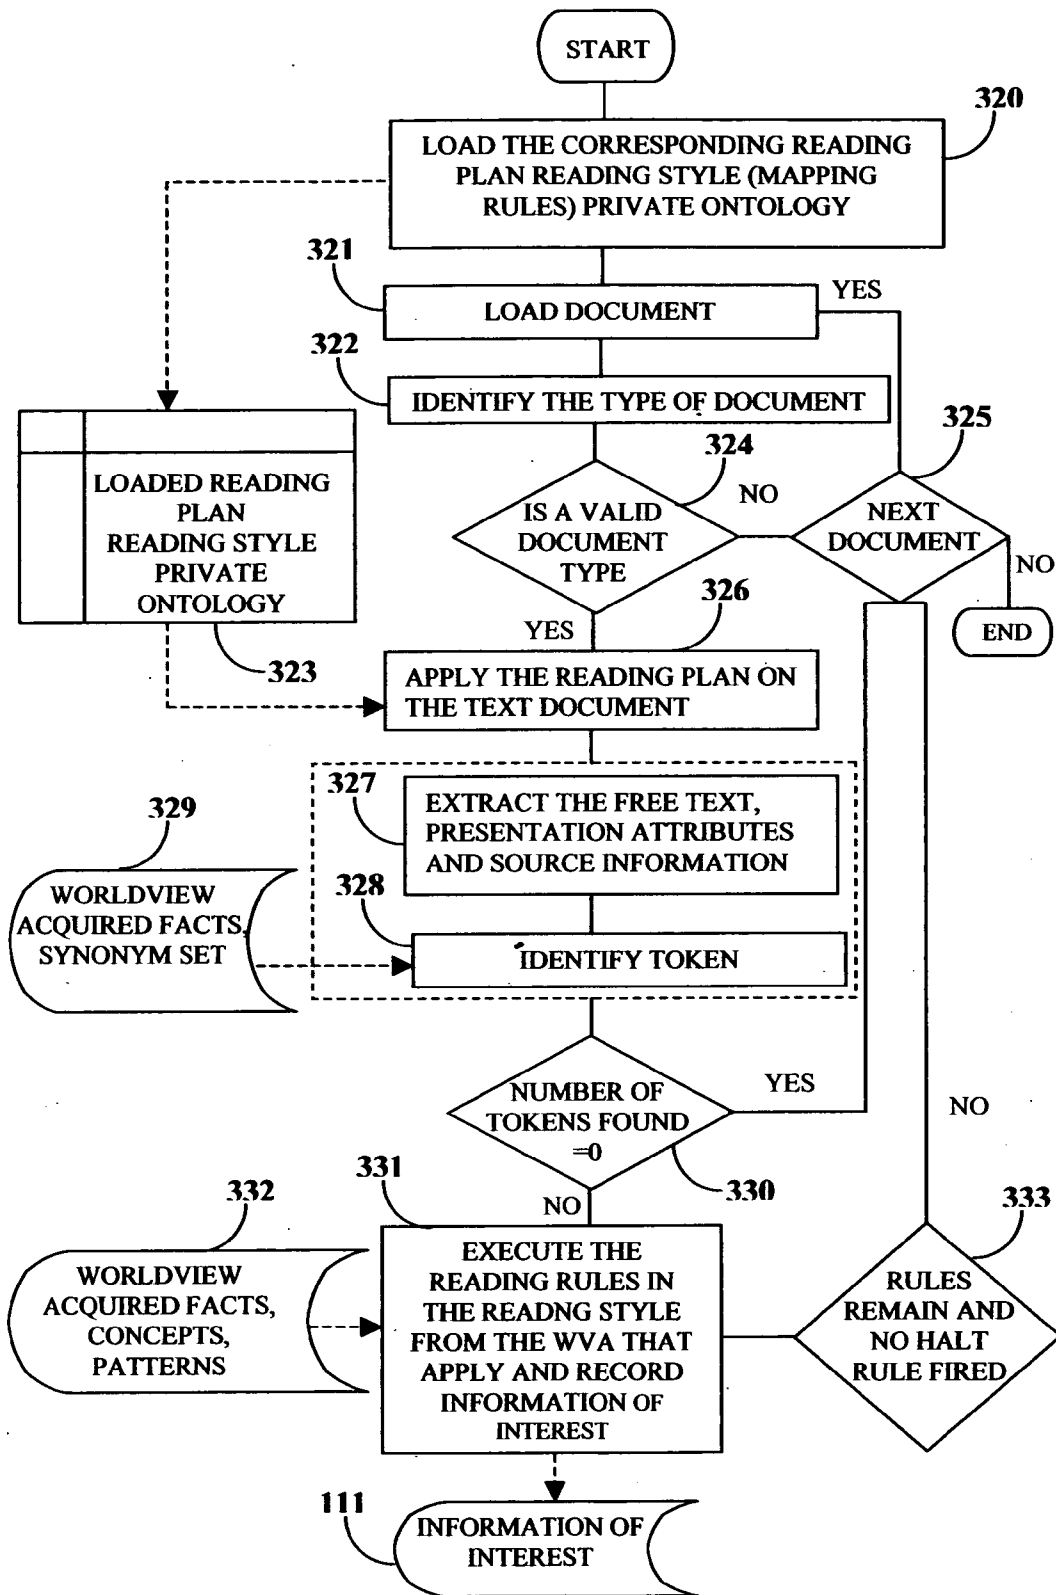 START
320
LOAD THE CORRESPONDING READING
PLAN READING STYLE (MAPPING
RULES) PRIVATE ONTOLOGY
321
YES
LOAD DOCUMENT
322
IDENTIFY THE TYPE OF DOCUMENT
325
324
NO
LOADED READING
PLAN
READING STYLE
PRIVATE
ONTOLOGY
IS A VALID
DOCUMENT
TYPE
NEXT
DOCUMENT
NO
326
YES
END
323
APPLY THE READING PLAN ON
THE TEXT DOCUMENT
327
EXTRACT THE FREE TEXT,
PRESENTATION ATTRIBUTES
AND SOURCE INFORMATION
329
328
WORLDVIEW
ACQUIRED FACTS,
SYNONYM SET
IDENTIFY TOKEN
NUMBER OF
TOKENS FOUND
=0
YES
NO
331
330
NO
332
333
WORLDVIEW
ACQUIRED FACTS,
CONCEPTS,
PATTERNS
EXECUTE THE
READING RULES IN
THE READNG STYLE
FROM THE WVA THAT
APPLY AND RECORD
INFORMATION OF
INTEREST
RULES
REMAIN AND
NO HALT
RULE FIRED
111
INFORMATION OF
INTEREST